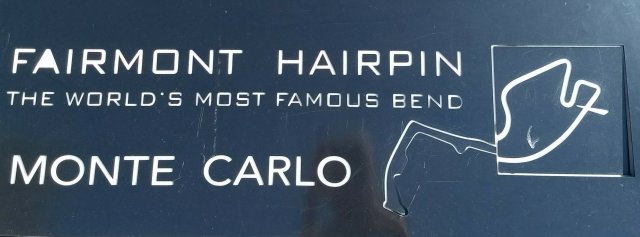 FAIRMONT HAIRPIN
THE WORLD'S MOST FAMOUS BEND
MONTE CARLO